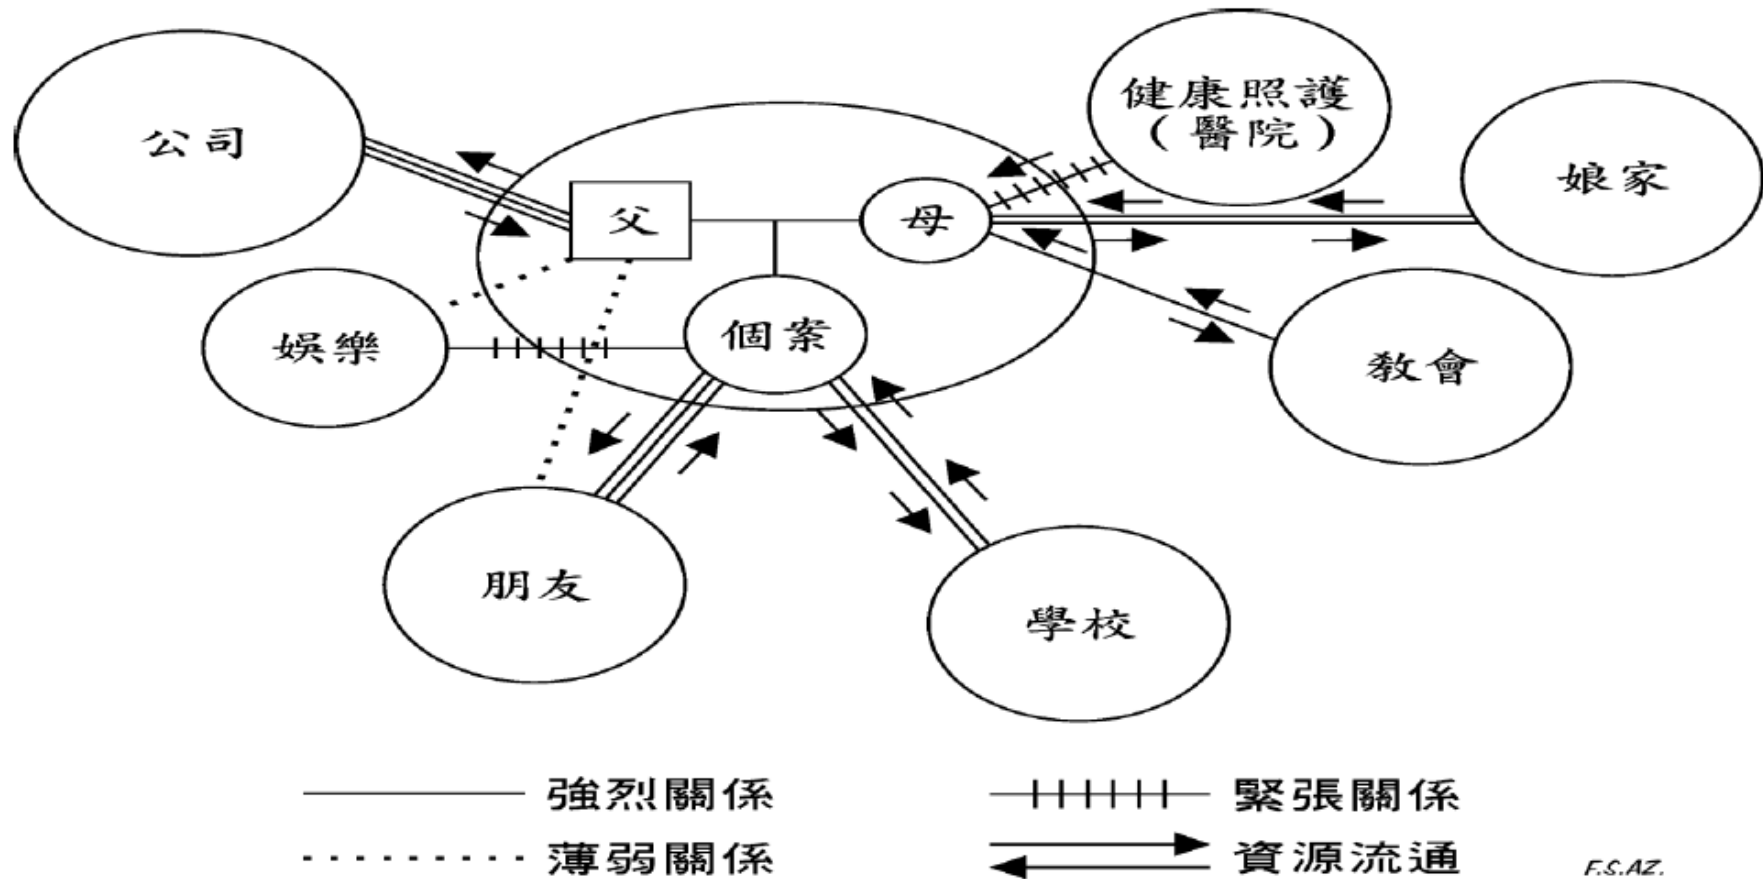 公司
健康照護
(醫院)
娘家
父
母
個案
娛樂
教會
朋友
學校
強烈關係
緊張關係
薄弱關係
資源流通
F.S.AZ.